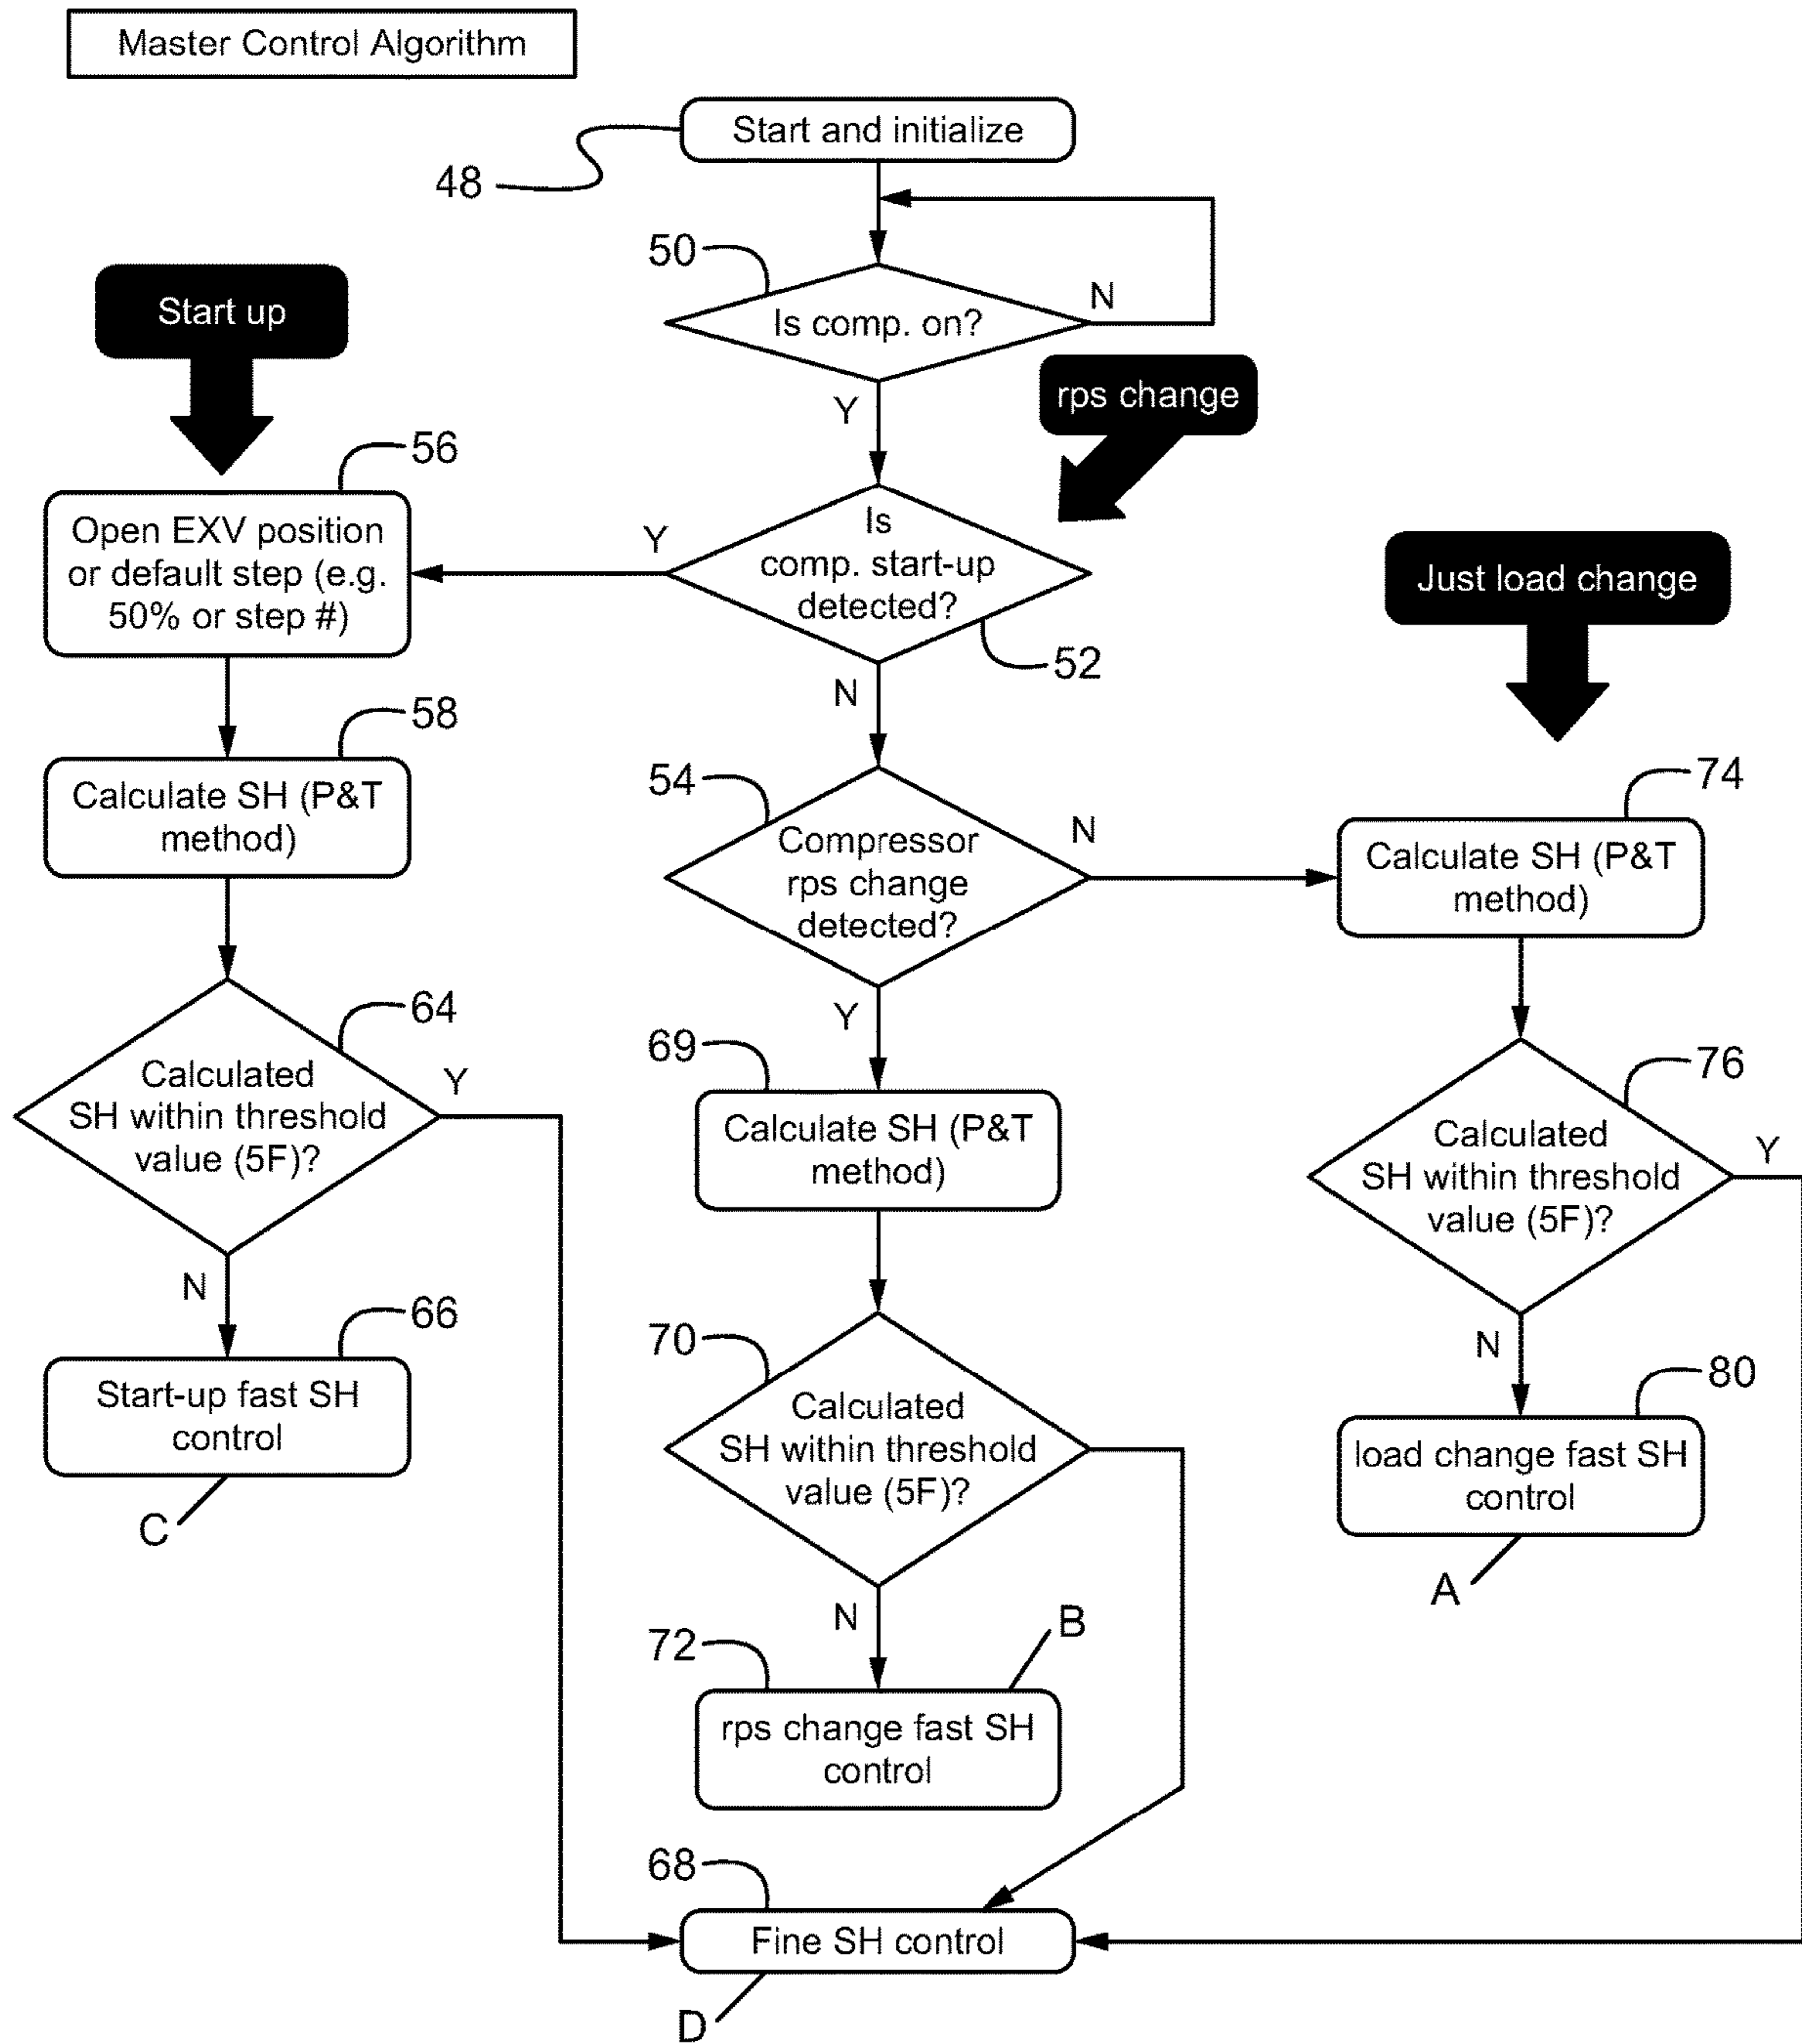 Master Control Algorithm
Start and initialize
48
50
Is comp. on?
N
Y
Start up
rps change
56
Open EXV position
or default step (e.g.
50% or step #)
Y
Is
comp. start-up
detected?
52
N
Just load change
58
Calculate SH (P&T
method)
54
Compressor
rps change
detected?
N
Y
74
Calculate SH (P&T
method)
64
Calculated
SH within threshold
value (5F)?
Y
N
69
Calculate SH (P&T
method)
76
Calculated
SH within threshold
value (5F)?
Y
N
66
Start-up fast SH
control
C
70
Calculated
SH within threshold
value (5F)?
N
80
load change fast SH
control
A
72
B
rps change fast SH
control
68
Fine SH control
D